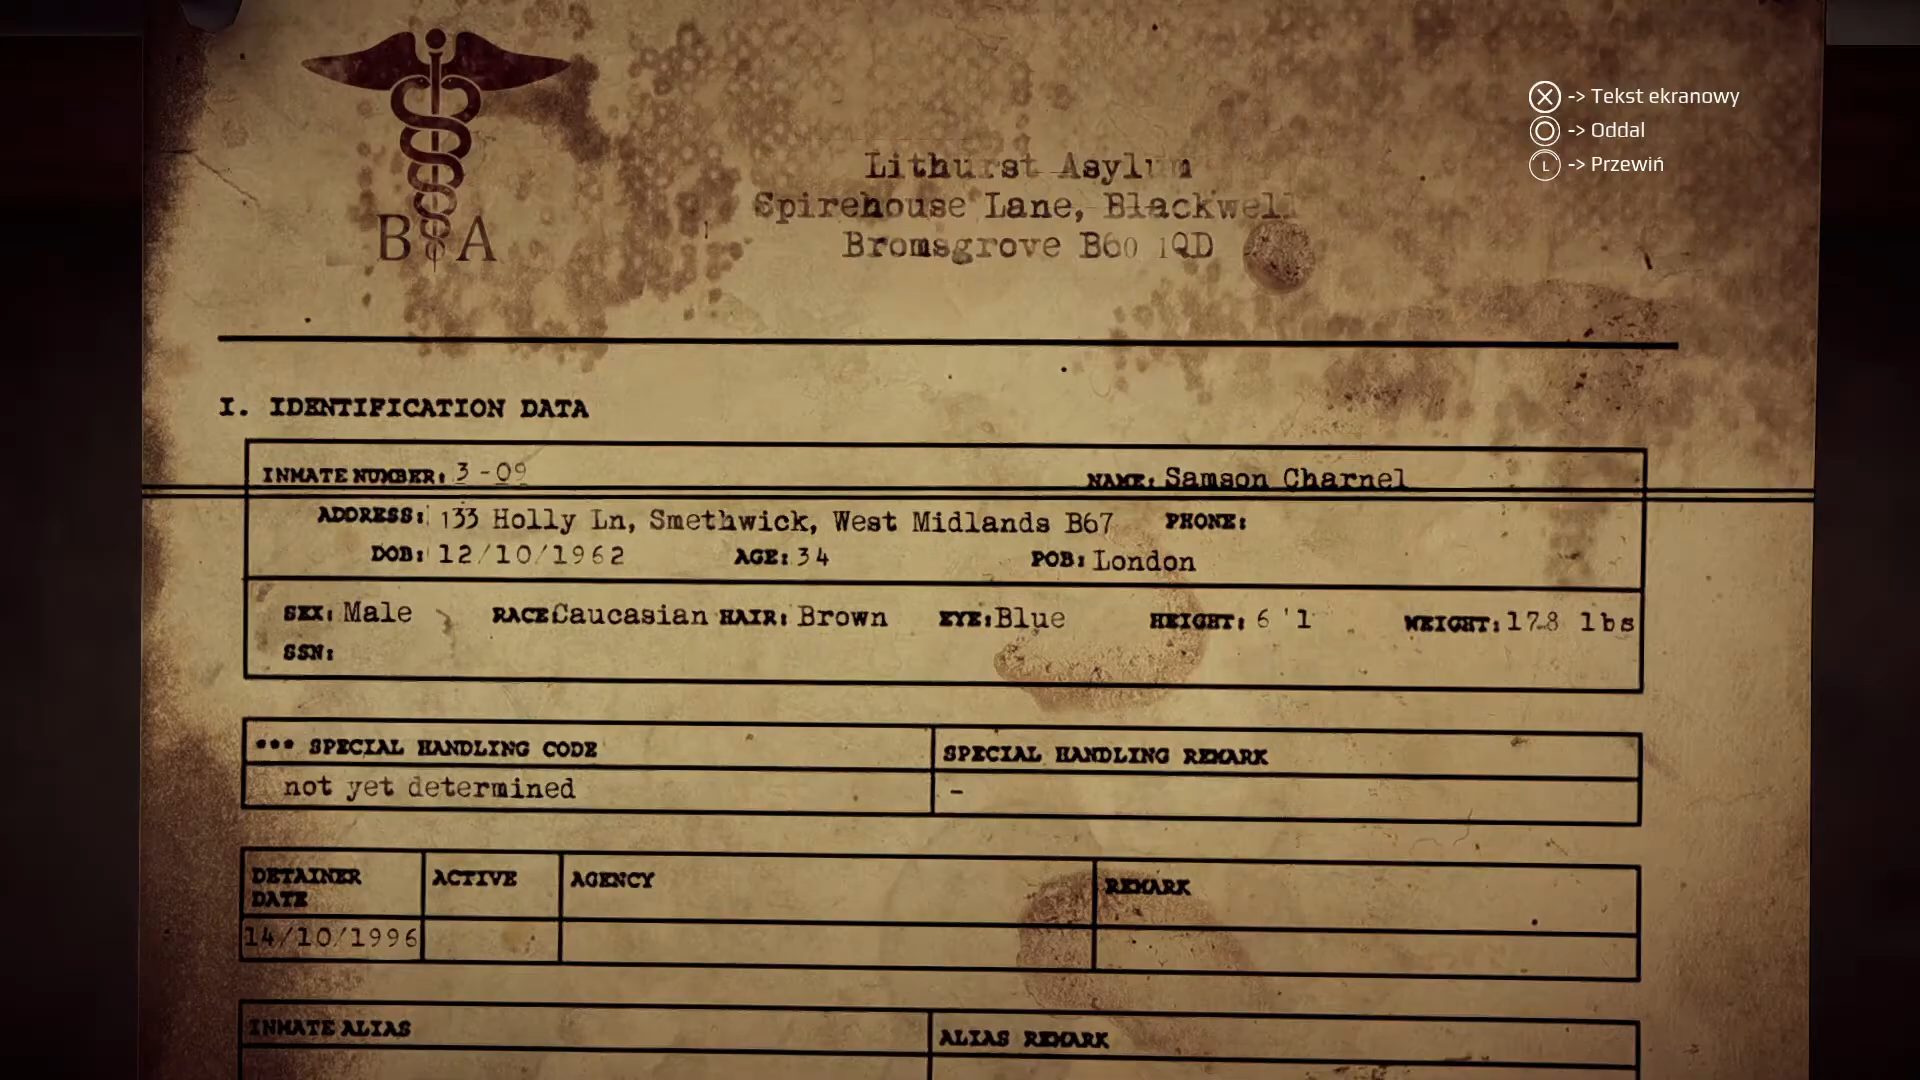 B A
Lithurst Asylum
Spirehouse Lane, Blackwell
Bromsgrove B60 1QD
-> Tekst ekranowy
-> Oddal
L -> Przewiń
I. IDENTIFICATION DATA
INMATE NUMBER: 3-09 NAME: Samson Charnel
ADDRESS: 133 Holly Ln, Smethwick, West Midlands B67 PHONE:
DOB: 12/10/1962 AGE: 34 POB: London
SEX: Male RACE Caucasian HAIR: Brown EYE: Blue HEIGHT: 6'1 WEIGHT: 178 lbs
SSN:
*** SPECIAL HANDLING CODE SPECIAL HANDLING REMARK
not yet determined -
DETAINER DATE ACTIVE AGENCY REMARK
14/10/1996
INMATE ALIAS ALIAS REMARK